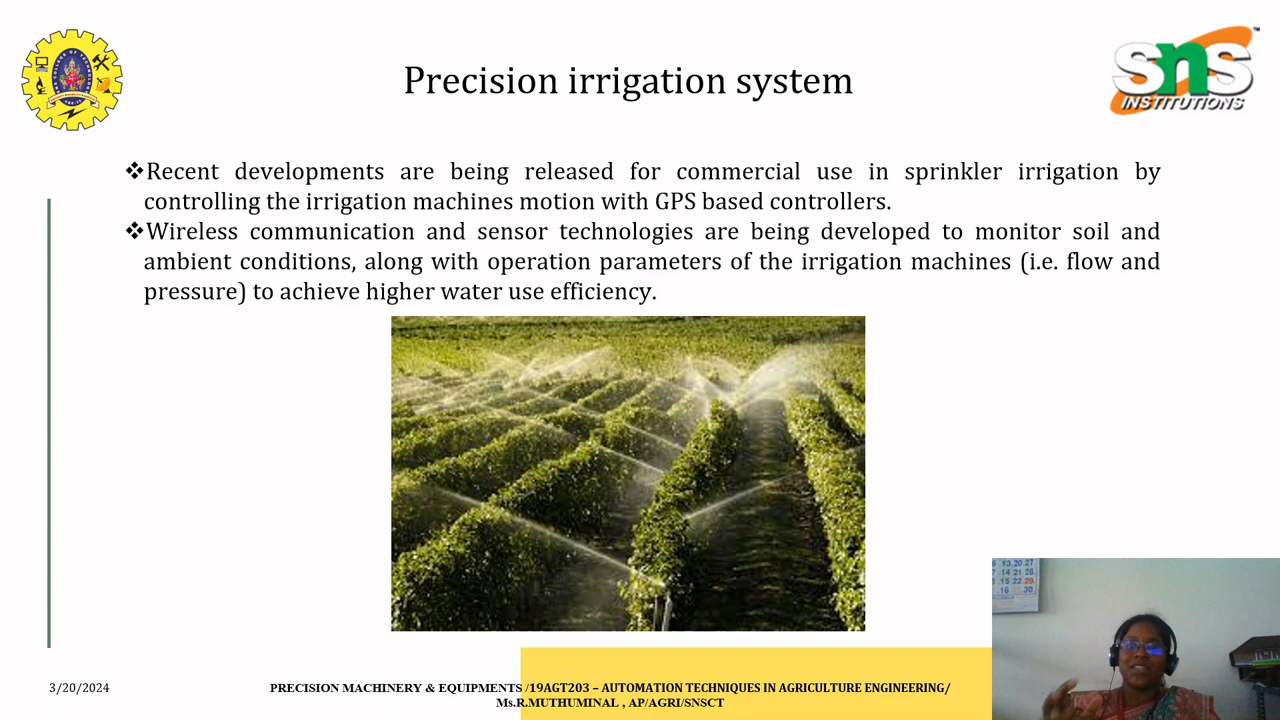 sns
INSTITUTIONS
Precision irrigation system
❖Recent developments are being released for commercial use in sprinkler irrigation by
controlling the irrigation machines motion with GPS based controllers.
❖Wireless communication and sensor technologies are being developed to monitor soil and
ambient conditions, along with operation parameters of the irrigation machines (i.e. flow and
pressure) to achieve higher water use efficiency.
3/20/2024
PRECISION MACHINERY & EQUIPMENTS /19AGT203 – AUTOMATION TECHNIQUES IN AGRICULTURE ENGINEERING/
Ms.R.MUTHUMINAL , AP/AGRI/SNSCT